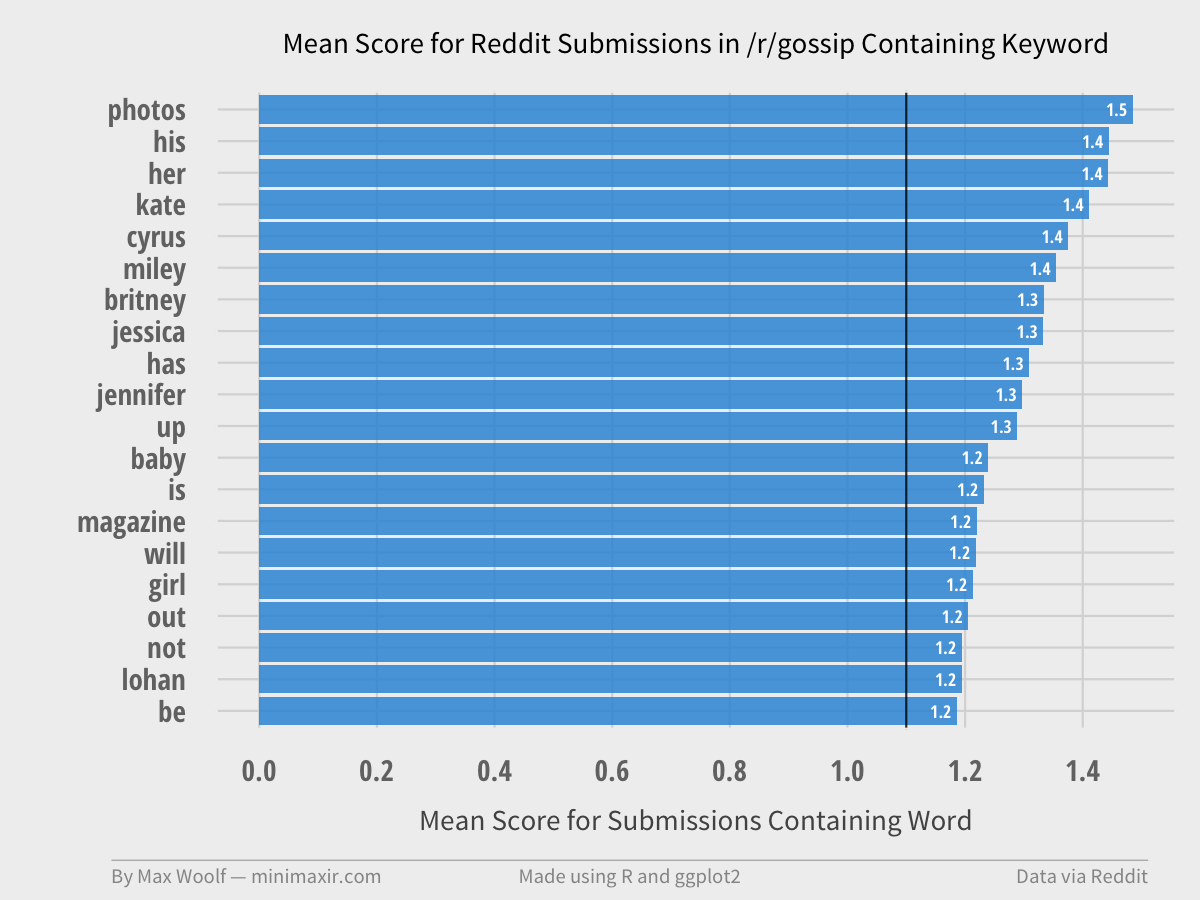 Mean Score for Reddit Submissions in /r/gossip Containing Keyword
photos 1.5
his 1.4
her 1.4
kate 1.4
cyrus 1.4
miley 1.4
britney 1.3
jessica 1.3
has 1.3
jennifer 1.3
up 1.3
baby 1.2
is 1.2
magazine 1.2
will 1.2
girl 1.2
out 1.2
not 1.2
lohan 1.2
be 1.2
0.0 0.2 0.4 0.6 0.8 1.0 1.2 1.4
Mean Score for Submissions Containing Word
By Max Woolf — minimaxir.com Made using R and ggplot2 Data via Reddit